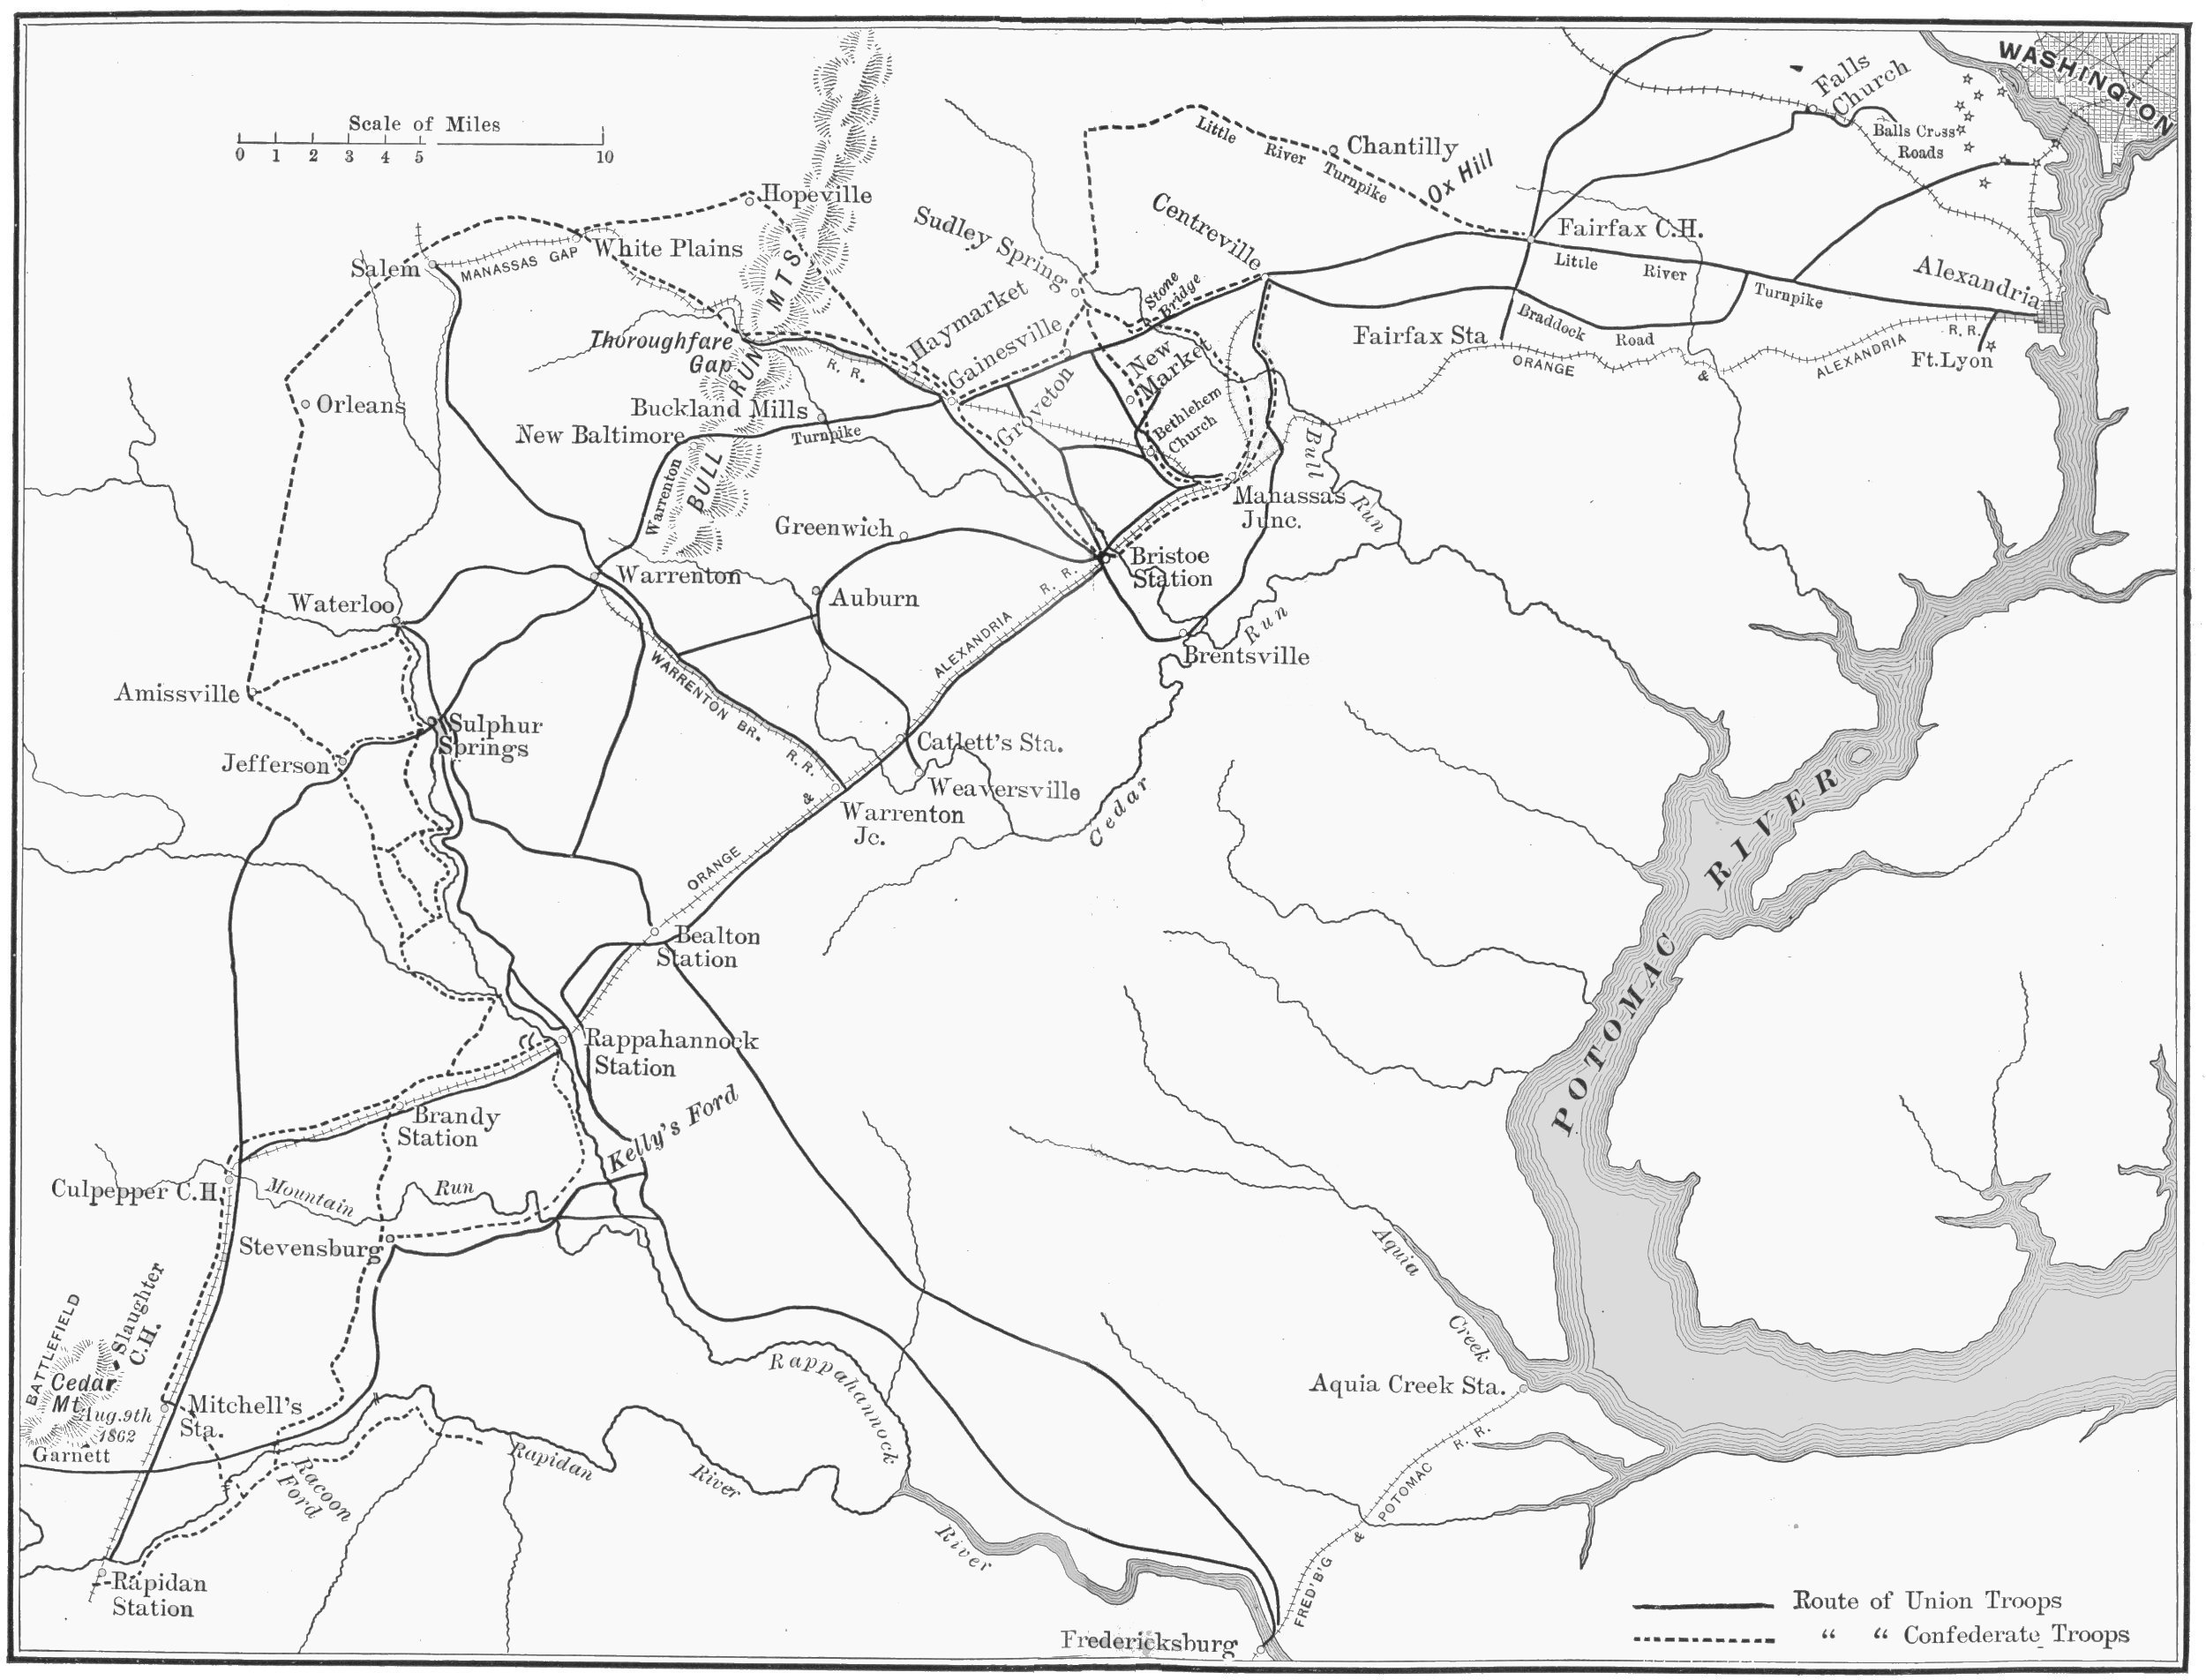 WASHINGTON
Falls
Church
Balls Cross
Roads
Scale of Miles
0 1 2 3 4 5 10
Little River Turnpike
Chantilly
Ox Hill
Hopeville
Sudley Spring
Centreville
Fairfax C.H.
White Plains
Salem
MANASSAS GAP
R. R.
Little River Turnpike
Alexandria
Stone
Bridge
Haymarket
Gainesville
Thoroughfare
Gap
BULL RUN MTS
New
Market
Fairfax Sta
Braddock Road
R. R.
Ft.Lyon
ORANGE & ALEXANDRIA
Groveton
Bethlehem
Church
Orleans
Buckland Mills
New Baltimore
Warrenton Turnpike
Bull Run
Manassas
Junc.
Greenwich
Bristoe
Station
Warrenton
Auburn
Waterloo
Run
Brentsville
ORANGE & ALEXANDRIA R. R.
WARRENTON BR. R. R.
Amissville
Sulphur
Springs
Jefferson
Catlett's Sta.
Weaversville
Warrenton
Jc.
Cedar
POTOMAC RIVER
Bealton
Station
Rappahannock
Station
Kelly's Ford
Brandy
Station
Culpepper C.H.
Mountain Run
Stevensburg
Aquia Creek
BATTLEFIELD
Slaughter
C.H.
Cedar
Mt.
Aug.9th
1862
Mitchell's
Sta.
Garnett
Racoon
Ford
Rappahannock
River
Rapidan River
Aquia Creek Sta.
FRED'B'G & POTOMAC R. R.
Rapidan
Station
Fredericksburg
Route of Union Troops
“ “ Confederate Troops